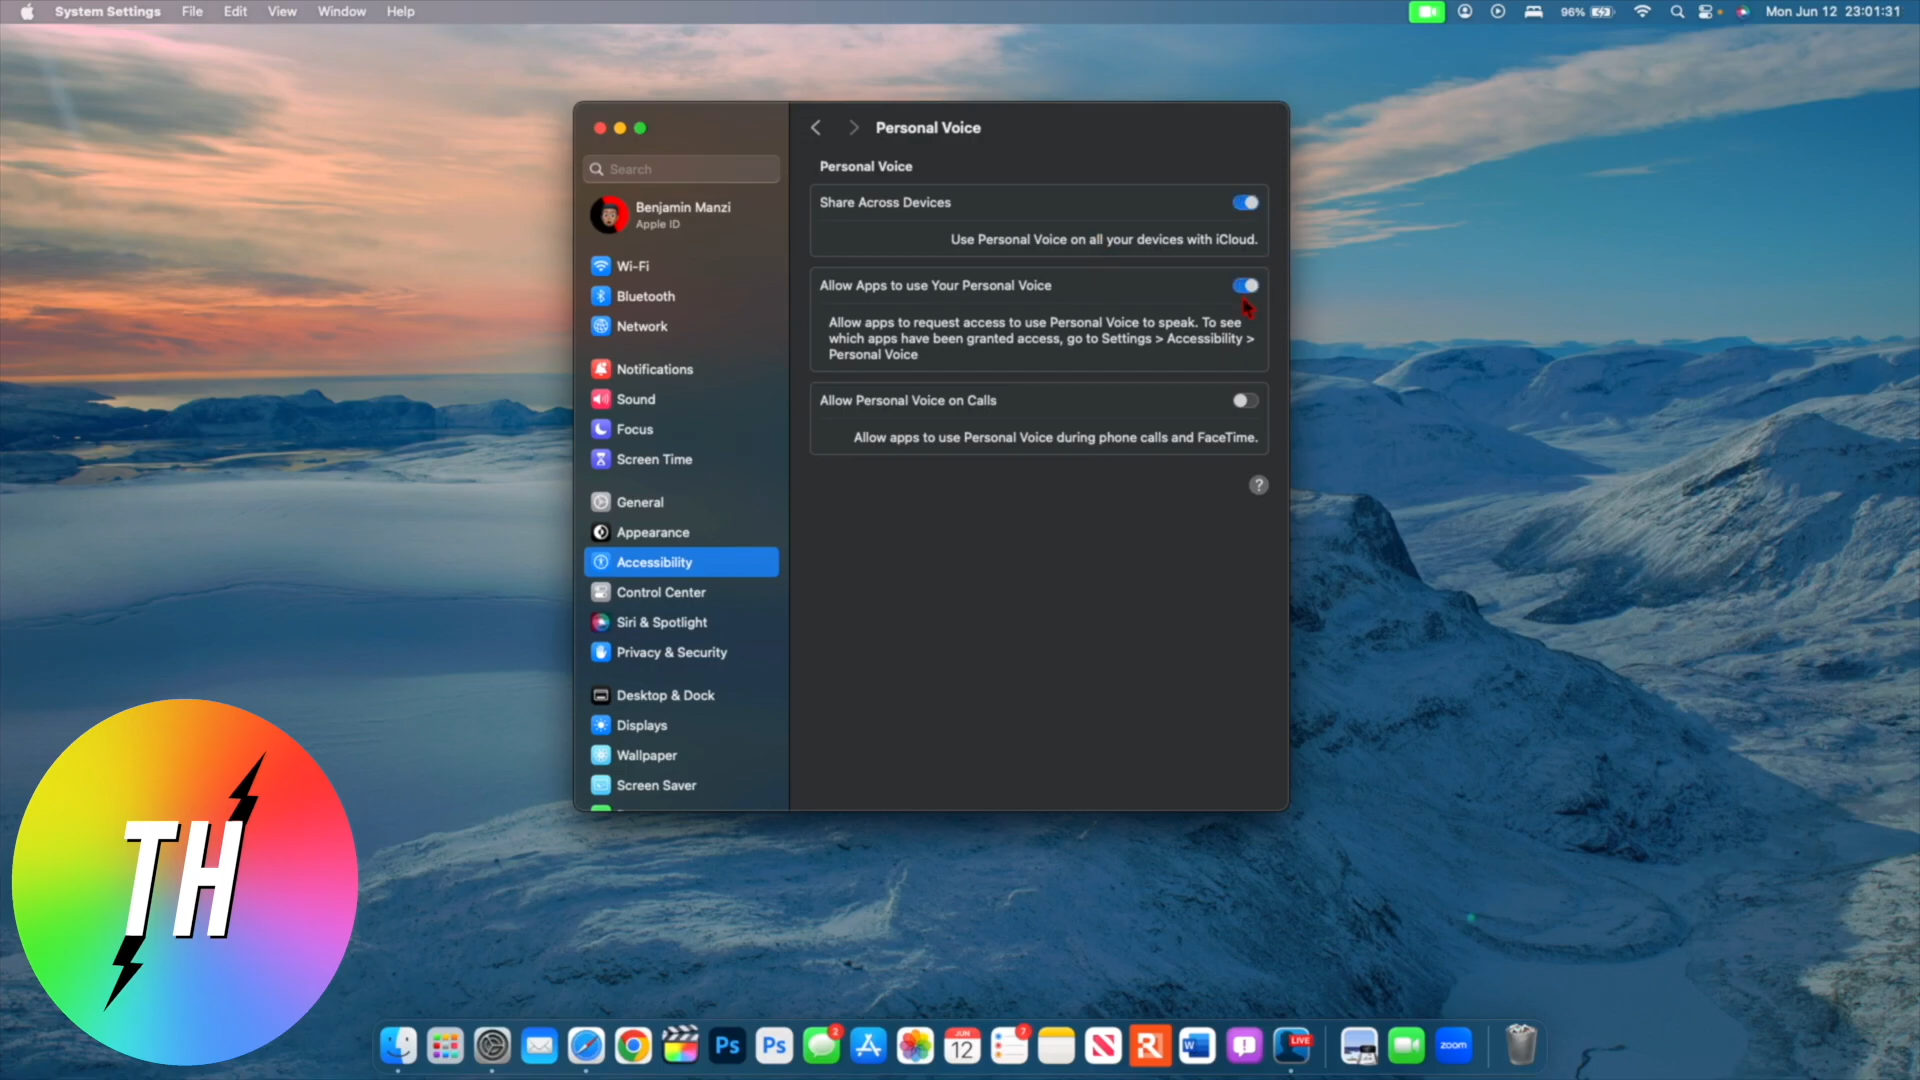 System Settings File Edit View Window Help
96% Mon Jun 12 23:01:31
Personal Voice
Search
Benjamin Manzi
Apple ID
Wi-Fi
Bluetooth
Network
Notifications
Sound
Focus
Screen Time
General
Appearance
Accessibility
Control Center
Siri & Spotlight
Privacy & Security
Desktop & Dock
Displays
Wallpaper
Screen Saver
Personal Voice
Share Across Devices
Use Personal Voice on all your devices with iCloud.
Allow Apps to use Your Personal Voice
Allow apps to request access to use Personal Voice to speak. To see
which apps have been granted access, go to Settings > Accessibility >
Personal Voice
Allow Personal Voice on Calls
Allow apps to use Personal Voice during phone calls and FaceTime.
?
TH
Ps Ps 2 JUN 12 7 N R W LIVE zoom